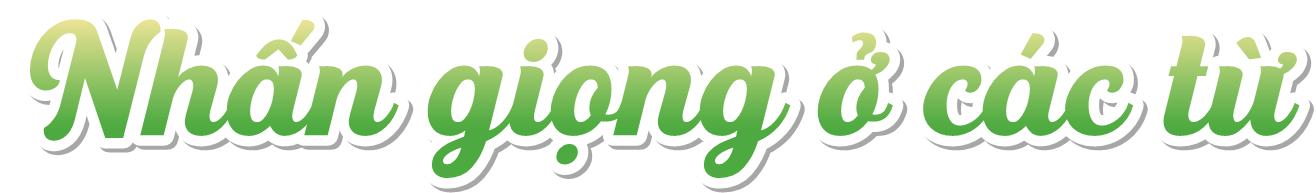 Nhấn giọng ở các từ